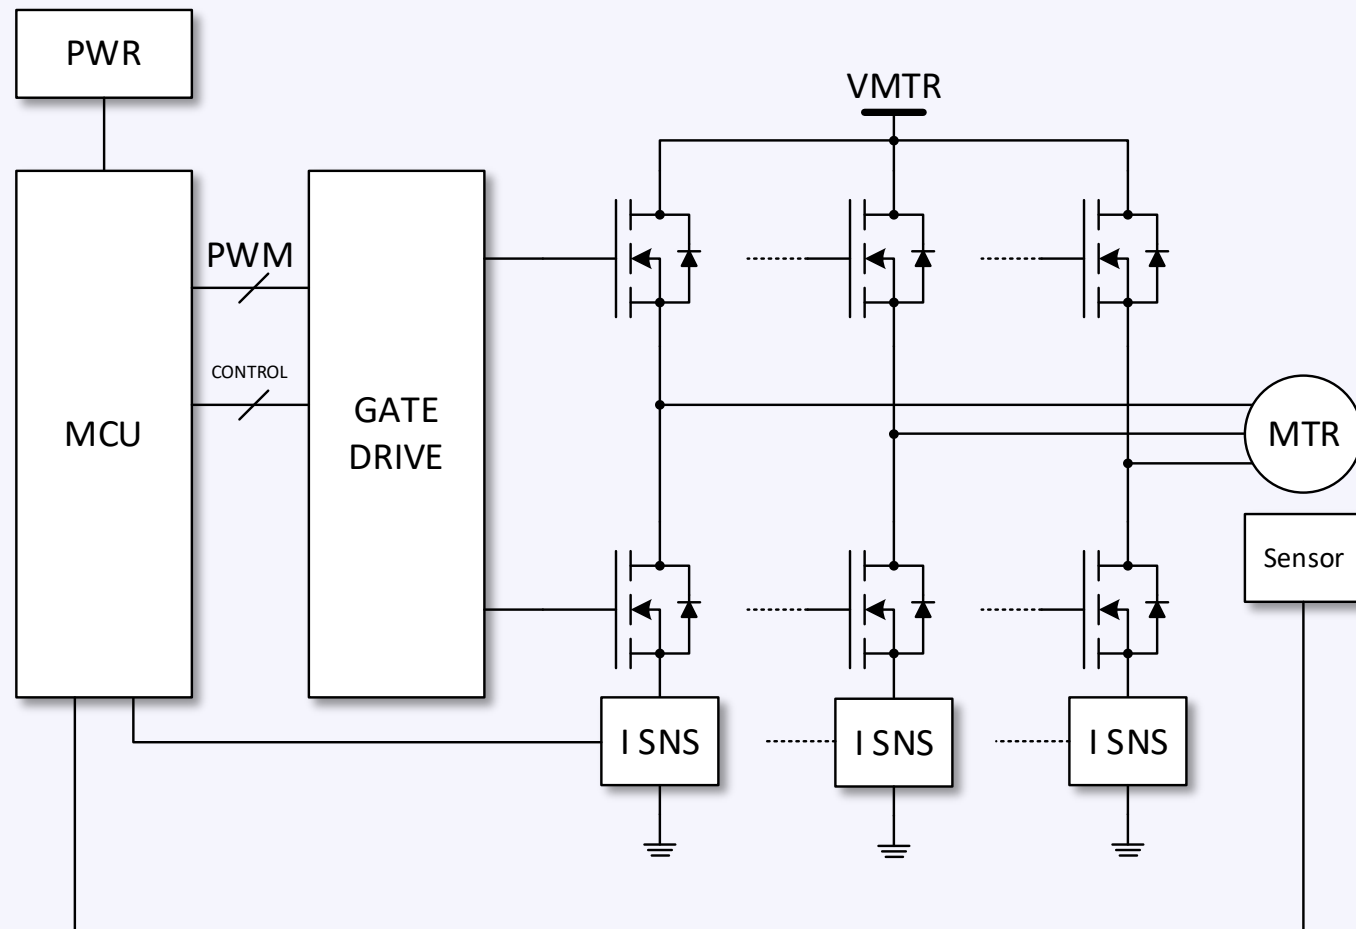 PWR
VMTR
PWM
CONTROL
MCU
GATE
DRIVE
MTR
Sensor
I SNS
I SNS
I SNS